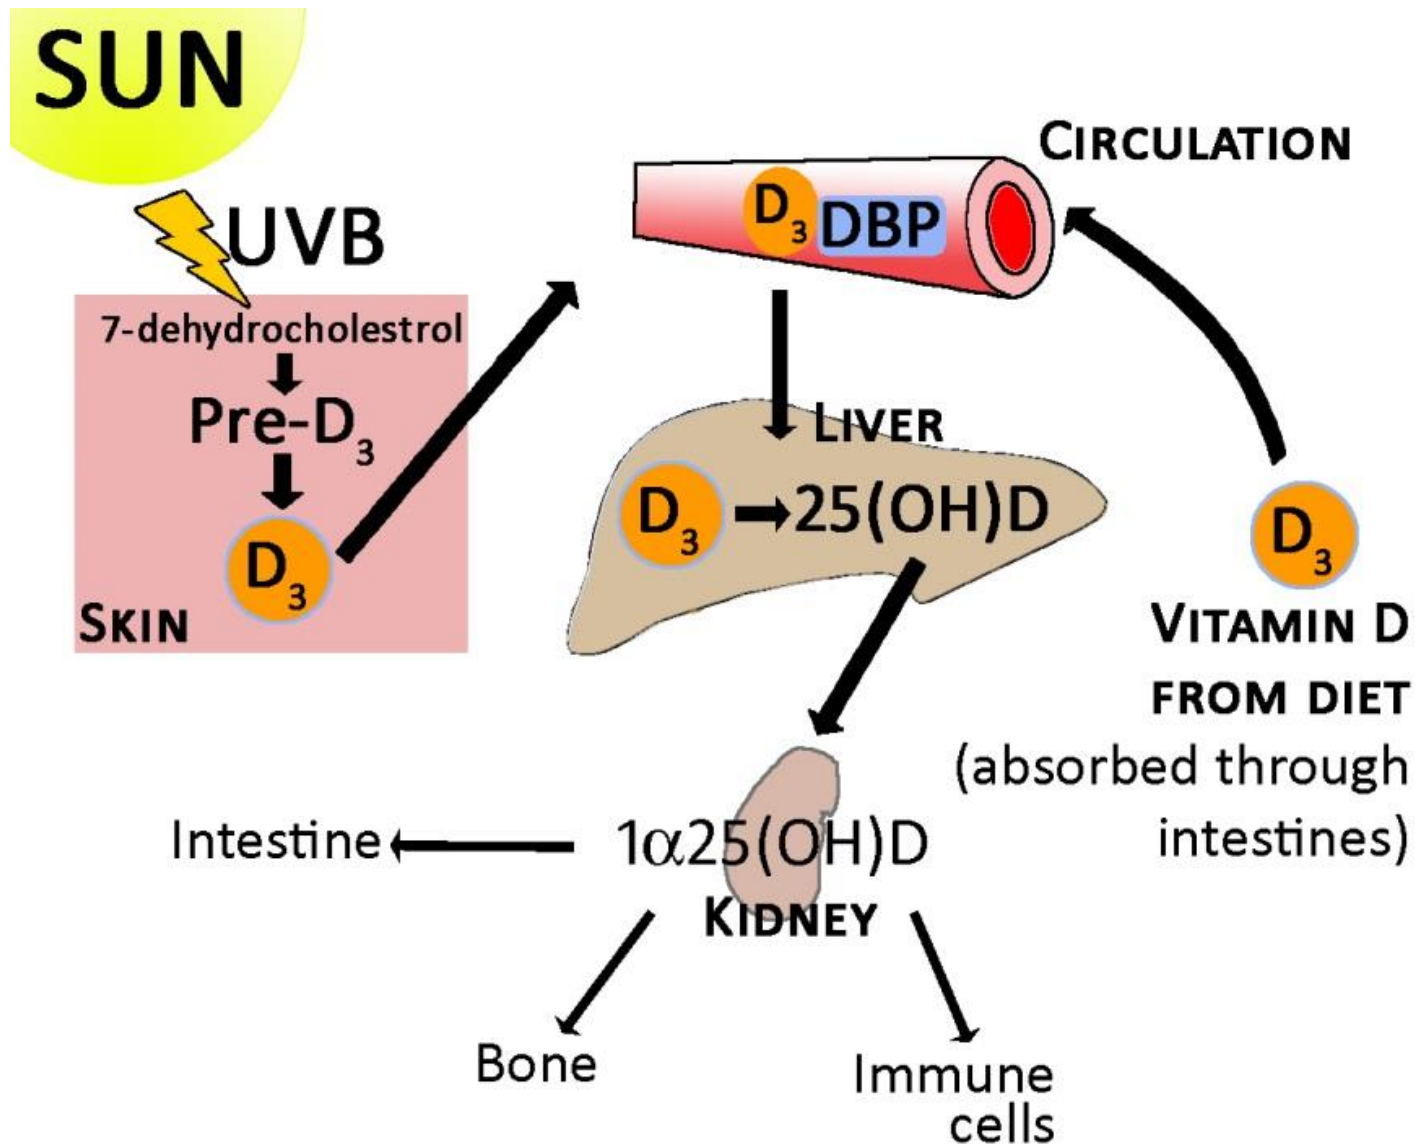 SUN
UVB
7-dehydrocholestrol
Pre-D₃
D₃
SKIN
CIRCULATION
D₃ DBP
LIVER
D₃ 25(OH)D
D₃
VITAMIN D
FROM DIET
(absorbed through
intestines)
1α25(OH)D
KIDNEY
Intestine
Bone
Immune
cells